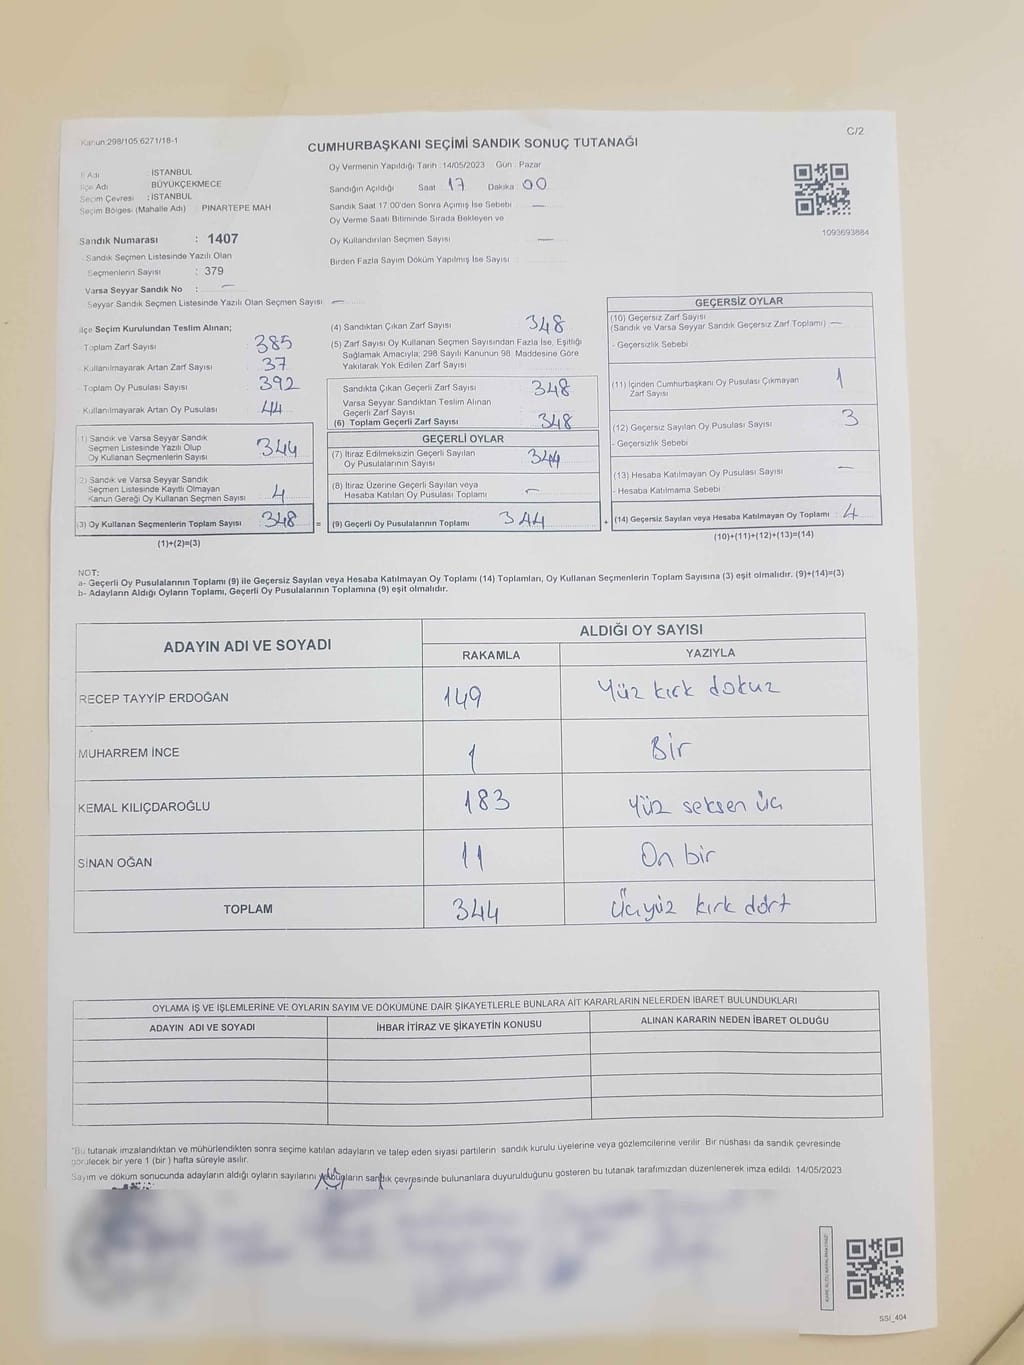 Kanun:298/105.6271/18-1
C/2
CUMHURBAŞKANI SEÇİMİ SANDIK SONUÇ TUTANAĞI
İl Adı : İSTANBUL
İlçe Adı BÜYÜKÇEKMECE
Seçim Çevresi : İSTANBUL
Seçim Bölgesi (Mahalle Adı) PINARTEPE MAH
Sandık Numarası : 1407
Sandık Seçmen Listesinde Yazılı Olan
Seçmenlerin Sayısı : 379
Varsa Seyyar Sandık No : —
Seyyar Sandık Seçmen Listesinde Yazılı Olan Seçmen Sayısı —
Oy Vermenin Yapıldığı Tarih :14/05/2023 Gün : Pazar
Sandığın Açıldığı Saat 17 Dakika 00
Sandık Saat 17:00'den Sonra Açımış İse Sebebi —
Oy Verme Saati Bitiminde Sırada Bekleyen ve
Oy Kullandırılan Seçmen Sayısı —
Birden Fazla Sayım Döküm Yapılmış İse Sayısı
1093693884
İlçe Seçim Kurulundan Teslim Alınan;
- Toplam Zarf Sayısı : 385
- Kullanılmayarak Artan Zarf Sayısı : 37
- Toplam Oy Pusulası Sayısı : 392
- Kullanılmayarak Artan Oy Pusulası : 44
1) Sandık ve Varsa Seyyar Sandık
Seçmen Listesinde Yazılı Olup
Oy Kullanan Seçmenlerin Sayısı : 344
2) Sandık ve Varsa Seyyar Sandık
Seçmen Listesinde Kayıtlı Olmayan
Kanun Gereği Oy Kullanan Seçmen Sayısı : 4
(3) Oy Kullanan Seçmenlerin Toplam Sayısı : 348
(1)+(2)=(3)
(4) Sandıktan Çıkan Zarf Sayısı 348
(5) Zarf Sayısı Oy Kullanan Seçmen Sayısından Fazla İse, Eşitliği
Sağlamak Amacıyla; 298 Sayılı Kanunun 98. Maddesine Göre
Yakılarak Yok Edilen Zarf Sayısı
Sandıkta Çıkan Geçerli Zarf Sayısı 348
Varsa Seyyar Sandıktan Teslim Alınan
Geçerli Zarf Sayısı
(6) Toplam Geçerli Zarf Sayısı 348
GEÇERLİ OYLAR
(7) İtiraz Edilmeksizin Geçerli Sayılan
Oy Pusulalarının Sayısı 344
(8) İtiraz Üzerine Geçerli Sayılan veya
Hesaba Katılan Oy Pusulası Toplamı —
= (9) Geçerli Oy Pusulalarının Toplamı 344
GEÇERSİZ OYLAR
(10) Geçersiz Zarf Sayısı
(Sandık ve Varsa Seyyar Sandık Geçersiz Zarf Toplamı) —
- Geçersizlik Sebebi
(11) İçinden Cumhurbaşkanı Oy Pusulası Çıkmayan
Zarf Sayısı 1
(12) Geçersiz Sayılan Oy Pusulası Sayısı 3
- Geçersizlik Sebebi
(13) Hesaba Katılmayan Oy Pusulası Sayısı —
- Hesaba Katılmama Sebebi
+ (14) Geçersiz Sayılan veya Hesaba Katılmayan Oy Toplamı : 4
(10)+(11)+(12)+(13)=(14)
NOT:
a- Geçerli Oy Pusulalarının Toplamı (9) ile Geçersiz Sayılan veya Hesaba Katılmayan Oy Toplamı (14) Toplamları, Oy Kullanan Seçmenlerin Toplam Sayısına (3) eşit olmalıdır. (9)+(14)=(3)
b- Adayların Aldığı Oyların Toplamı, Geçerli Oy Pusulalarının Toplamına (9) eşit olmalıdır.
ADAYIN ADI VE SOYADI
ALDIĞI OY SAYISI
RAKAMLA YAZIYLA
RECEP TAYYİP ERDOĞAN 149 Yüz kırk dokuz
MUHARREM İNCE 1 Bir
KEMAL KILIÇDAROĞLU 183 Yüz seksen üç
SİNAN OĞAN 11 On bir
TOPLAM 344 Üçyüz kırk dört
OYLAMA İŞ VE İŞLEMLERİNE VE OYLARIN SAYIM VE DÖKÜMÜNE DAİR ŞİKAYETLERLE BUNLARA AİT KARARLARIN NELERDEN İBARET BULUNDUKLARI
ADAYIN ADI VE SOYADI İHBAR İTİRAZ VE ŞİKAYETİN KONUSU ALINAN KARARIN NEDEN İBARET OLDUĞU
*Bu tutanak imzalandıktan ve mühürlendikten sonra seçime katılan adayların ve talep eden siyasi partilerin sandık kurulu üyelerine veya gözlemcilerine verilir. Bir nüshası da sandık çevresinde
görülecek bir yere 1 (bir) hafta süreyle asılır.
Sayım ve döküm sonucunda adayların aldığı oyların sayılarını ve bunların sandık çevresinde bulunanlara duyurulduğunu gösteren bu tutanak tarafımızdan düzenlenerek imza edildi. 14/05/2023
SSI_404